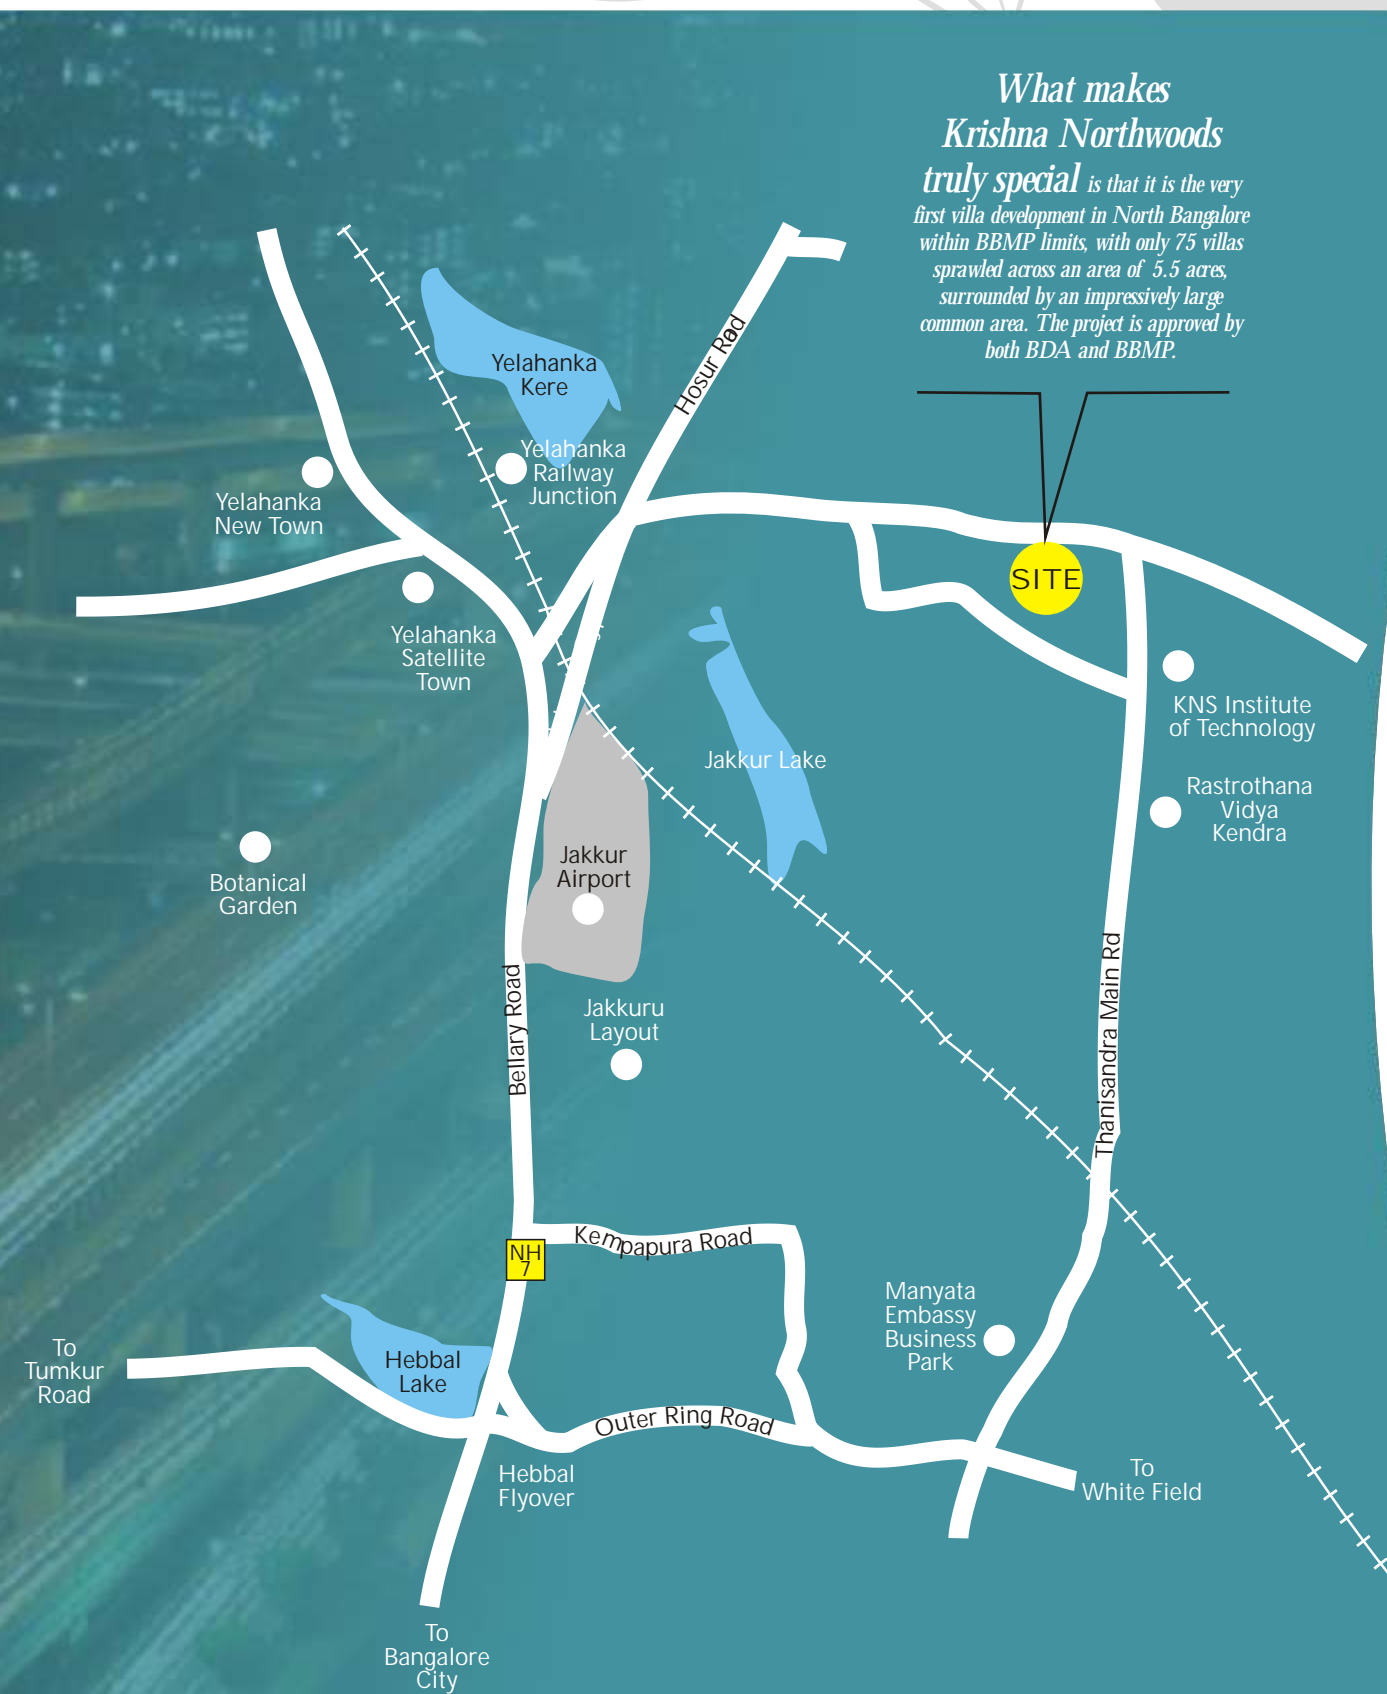 What makes
Krishna Northwoods
truly special is that it is the very
first villa development in North Bangalore
within BBMP limits, with only 75 villas
sprawled across an area of 5.5 acres,
surrounded by an impressively large
common area. The project is approved by
both BDA and BBMP.
Hosur Road
Yelahanka
Kere
Yelahanka
Railway
Junction
Yelahanka
New Town
SITE
Yelahanka
Satellite
Town
KNS Institute
of Technology
Jakkur Lake
Rastrothana
Vidya
Kendra
Jakkur
Airport
Botanical
Garden
Bellary Road
Thanisandra Main Rd
Jakkuru
Layout
Kempapura Road
NH
7
Manyata
Embassy
Business
Park
To
Tumkur
Road
Hebbal
Lake
Outer Ring Road
Hebbal
Flyover
To
White Field
To
Bangalore
City